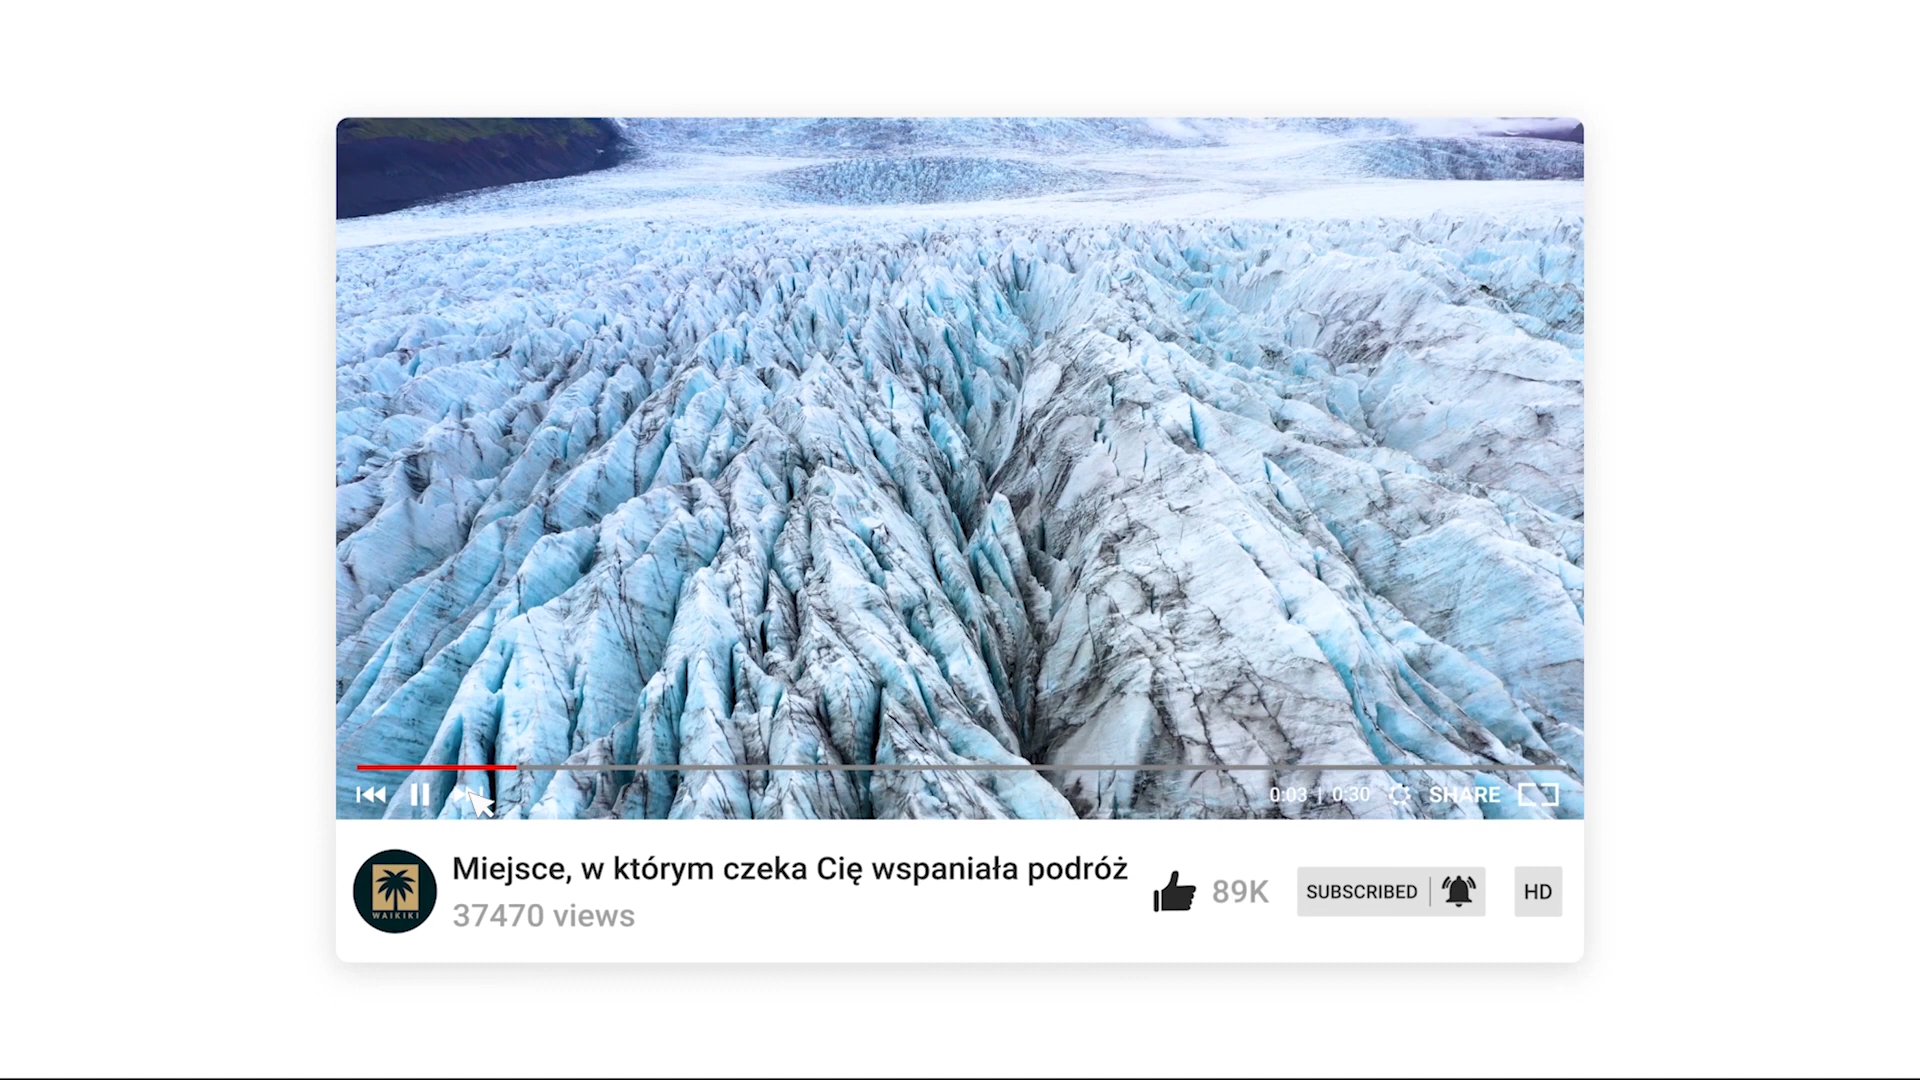 0:03 | 0:30 SHARE
WAIKIKI
Miejsce, w którym czeka Cię wspaniała podróż
37470 views
89K
SUBSCRIBED
HD